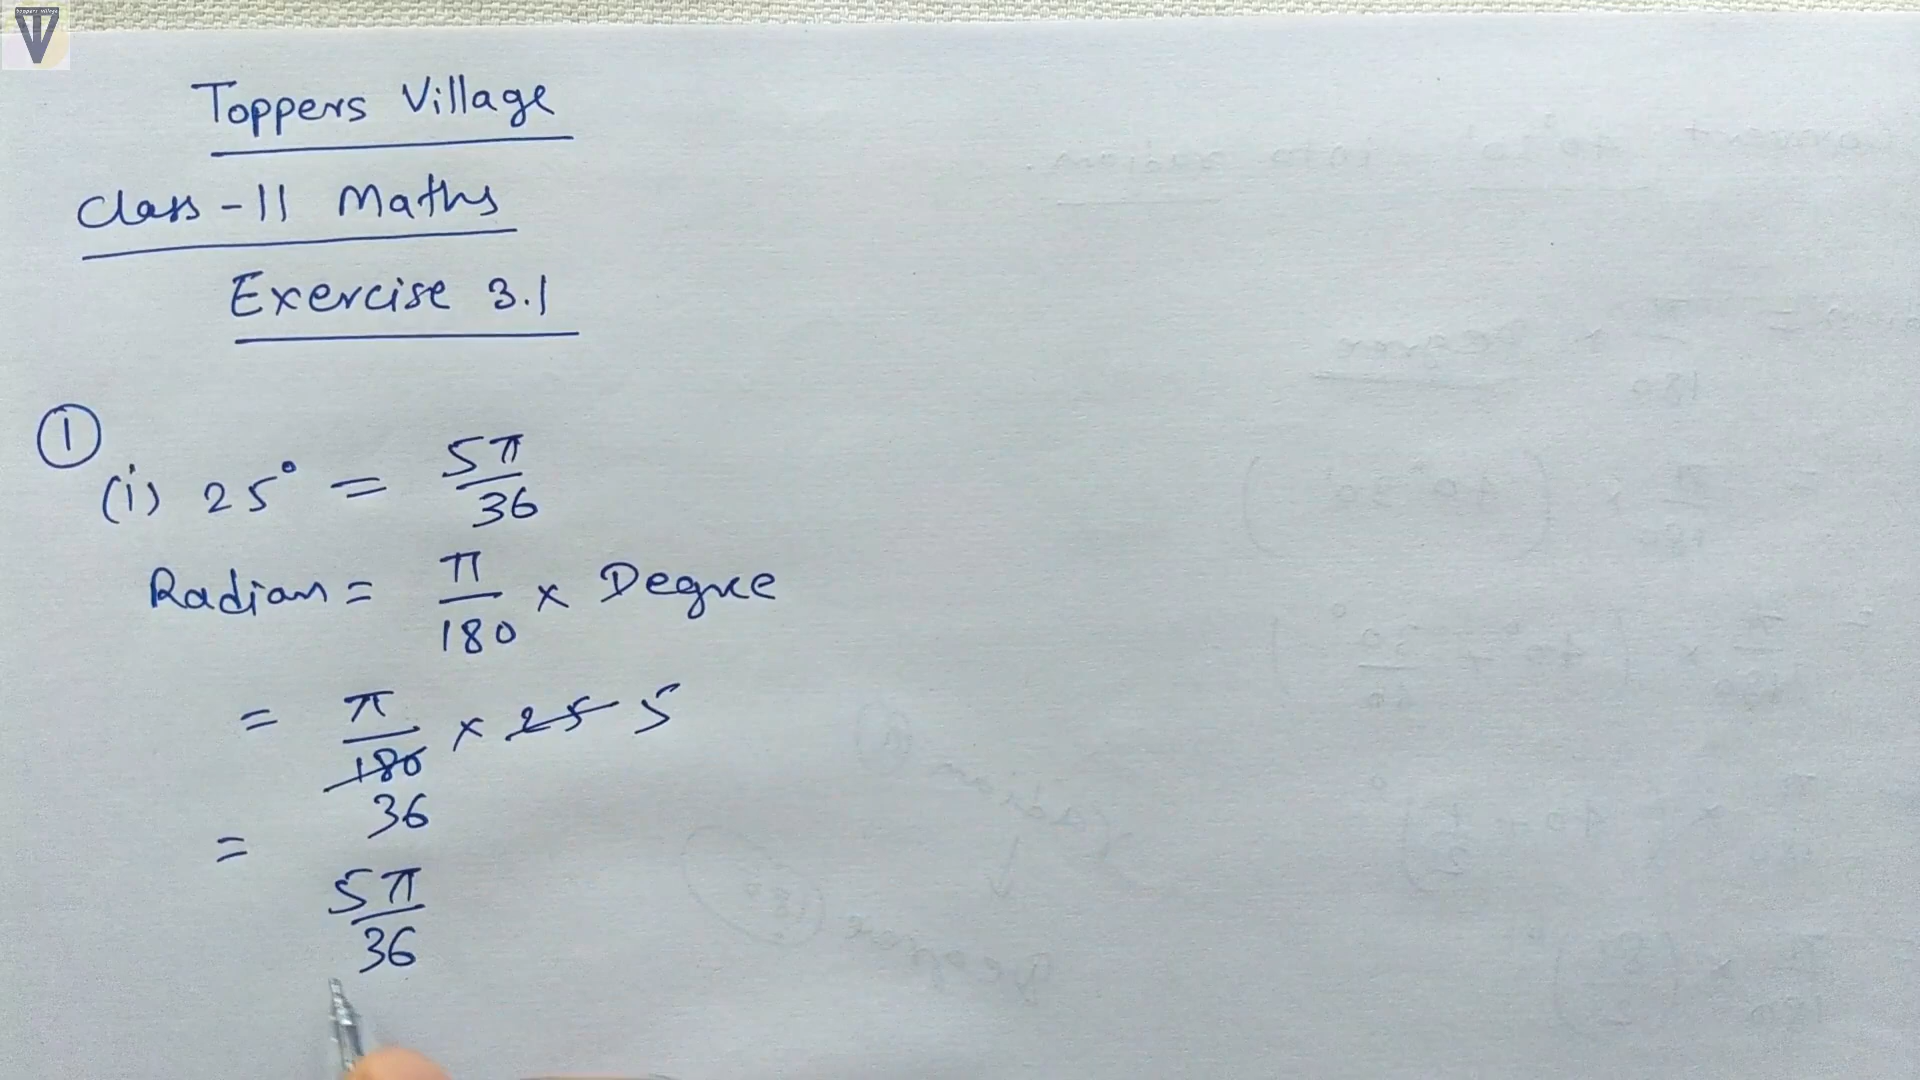 Toppers Village
Class-11 Maths
Exercise 3.1
①
(i) 25° = 5π/36
Radian = π/180 × Degree
= π/180 × 25 5
36
= 5π/36